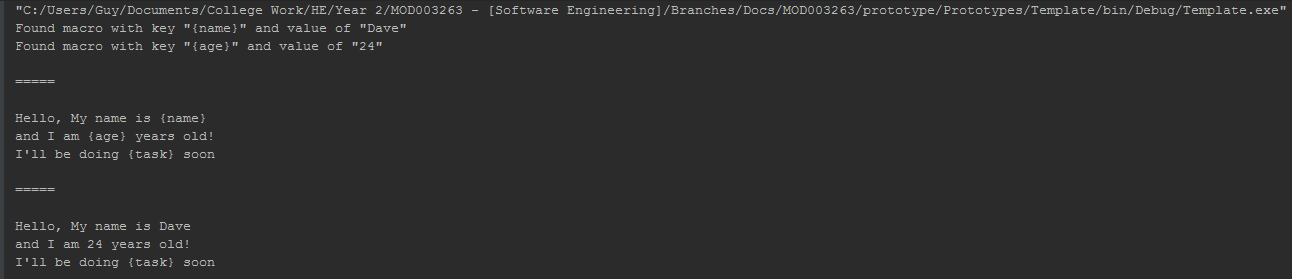 "C:/Users/Guy/Documents/College Work/HE/Year 2/MOD003263 - [Software Engineering]/Branches/Docs/MOD003263/prototype/Prototypes/Template/bin/Debug/Template.exe"
Found macro with key "{name}" and value of "Dave"
Found macro with key "{age}" and value of "24"
=====
Hello, My name is {name}
and I am {age} years old!
I'll be doing {task} soon
=====
Hello, My name is Dave
and I am 24 years old!
I'll be doing {task} soon